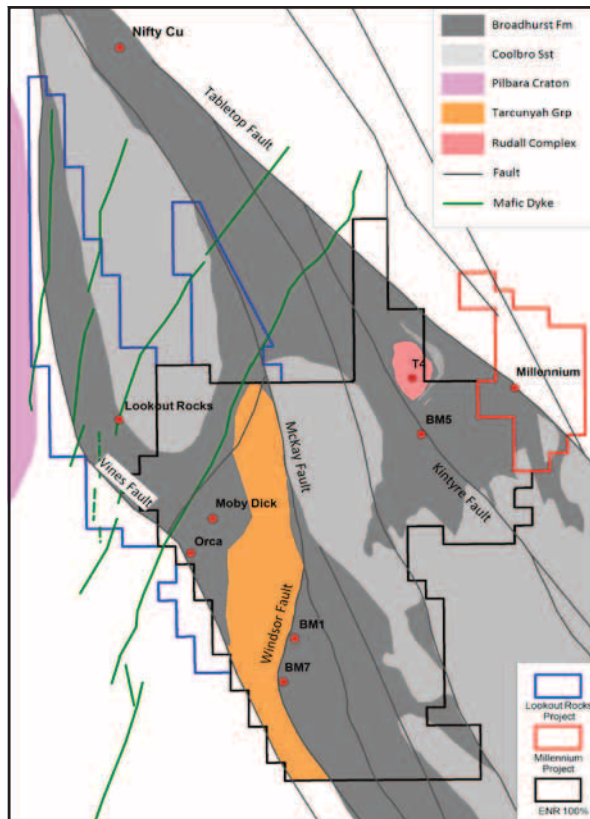 Nifty Cu
Tabletop Fault
Broadhurst Fm
Coolbro Sst
Pilbara Craton
Tarcunyah Grp
Rudall Complex
Fault
Mafic Dyke
T4
Millennium
Lookout Rocks
BM5
McKay Fault
Kintyre Fault
Vines Fault
Moby Dick
Orca
Windsor Fault
BM1
BM7
Lookout Rocks
Project
Millennium
Project
ENR 100%